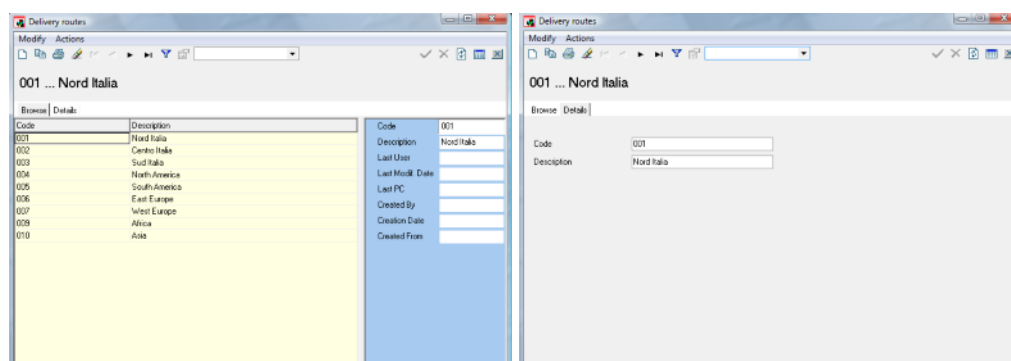 Delivery routes
Modify Actions
001 ... Nord Italia
Browse Details
Code Description
001 Nord Italia
002 Centro Italia
003 Sud Italia
004 North America
005 South America
006 East Europe
007 West Europe
009 Africa
010 Asia
Code 001
Description Nord Italia
Last User
Last Modif. Date
Last PC
Created By
Creation Date
Created From
Delivery routes
Modify Actions
001 ... Nord Italia
Browse Details
Code 001
Description Nord Italia